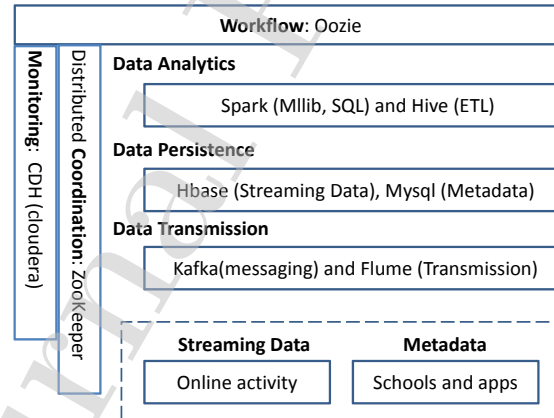 Workflow: Oozie
Monitoring: CDH (cloudera)
Distributed Coordination: ZooKeeper
Data Analytics
Spark (Mllib, SQL) and Hive (ETL)
Data Persistence
Hbase (Streaming Data), Mysql (Metadata)
Data Transmission
Kafka(messaging) and Flume (Transmission)
Streaming Data Metadata
Online activity Schools and apps